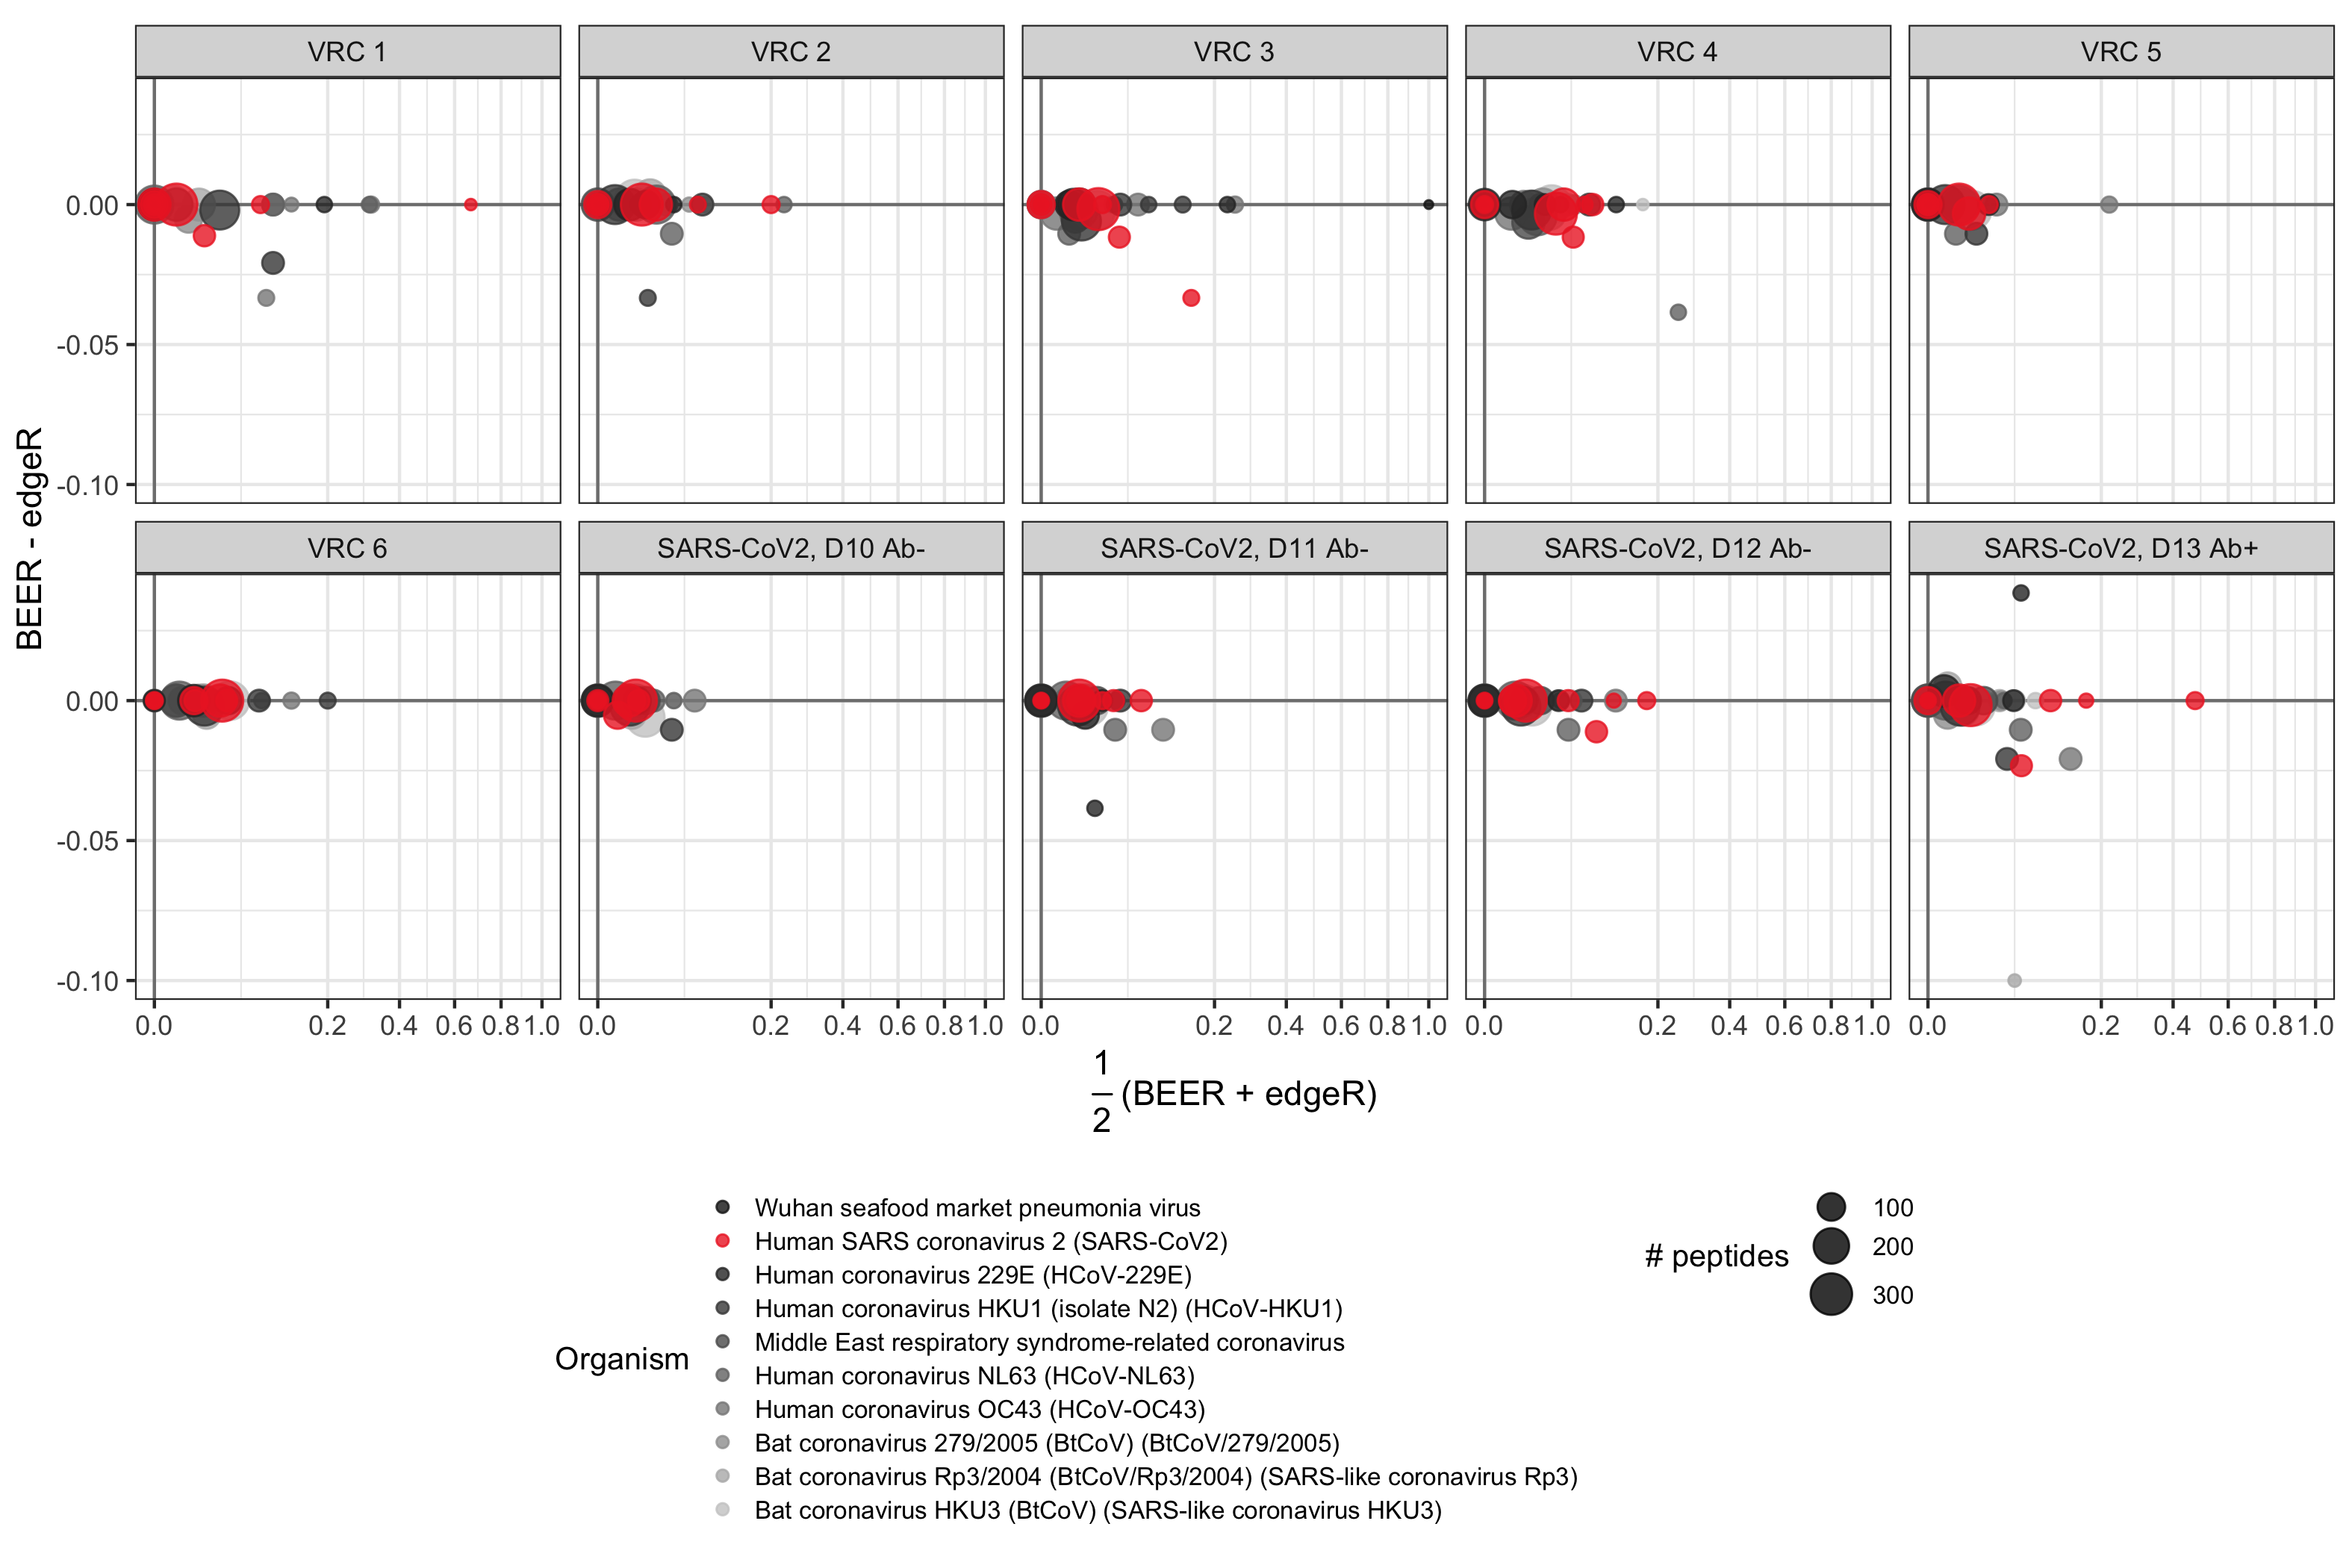 VRC 1 VRC 2 VRC 3 VRC 4 VRC 5
0.00
-0.05
-0.10
BEER - edgeR
VRC 6 SARS-CoV2, D10 Ab- SARS-CoV2, D11 Ab- SARS-CoV2, D12 Ab- SARS-CoV2, D13 Ab+
0.00
-0.05
-0.10
0.0 0.2 0.4 0.6 0.8 1.0 0.0 0.2 0.4 0.6 0.8 1.0 0.0 0.2 0.4 0.6 0.8 1.0 0.0 0.2 0.4 0.6 0.8 1.0 0.0 0.2 0.4 0.6 0.8 1.0
1
2 (BEER + edgeR)
Organism
Wuhan seafood market pneumonia virus
Human SARS coronavirus 2 (SARS-CoV2)
Human coronavirus 229E (HCoV-229E)
Human coronavirus HKU1 (isolate N2) (HCoV-HKU1)
Middle East respiratory syndrome-related coronavirus
Human coronavirus NL63 (HCoV-NL63)
Human coronavirus OC43 (HCoV-OC43)
Bat coronavirus 279/2005 (BtCoV) (BtCoV/279/2005)
Bat coronavirus Rp3/2004 (BtCoV/Rp3/2004) (SARS-like coronavirus Rp3)
Bat coronavirus HKU3 (BtCoV) (SARS-like coronavirus HKU3)
# peptides
100
200
300